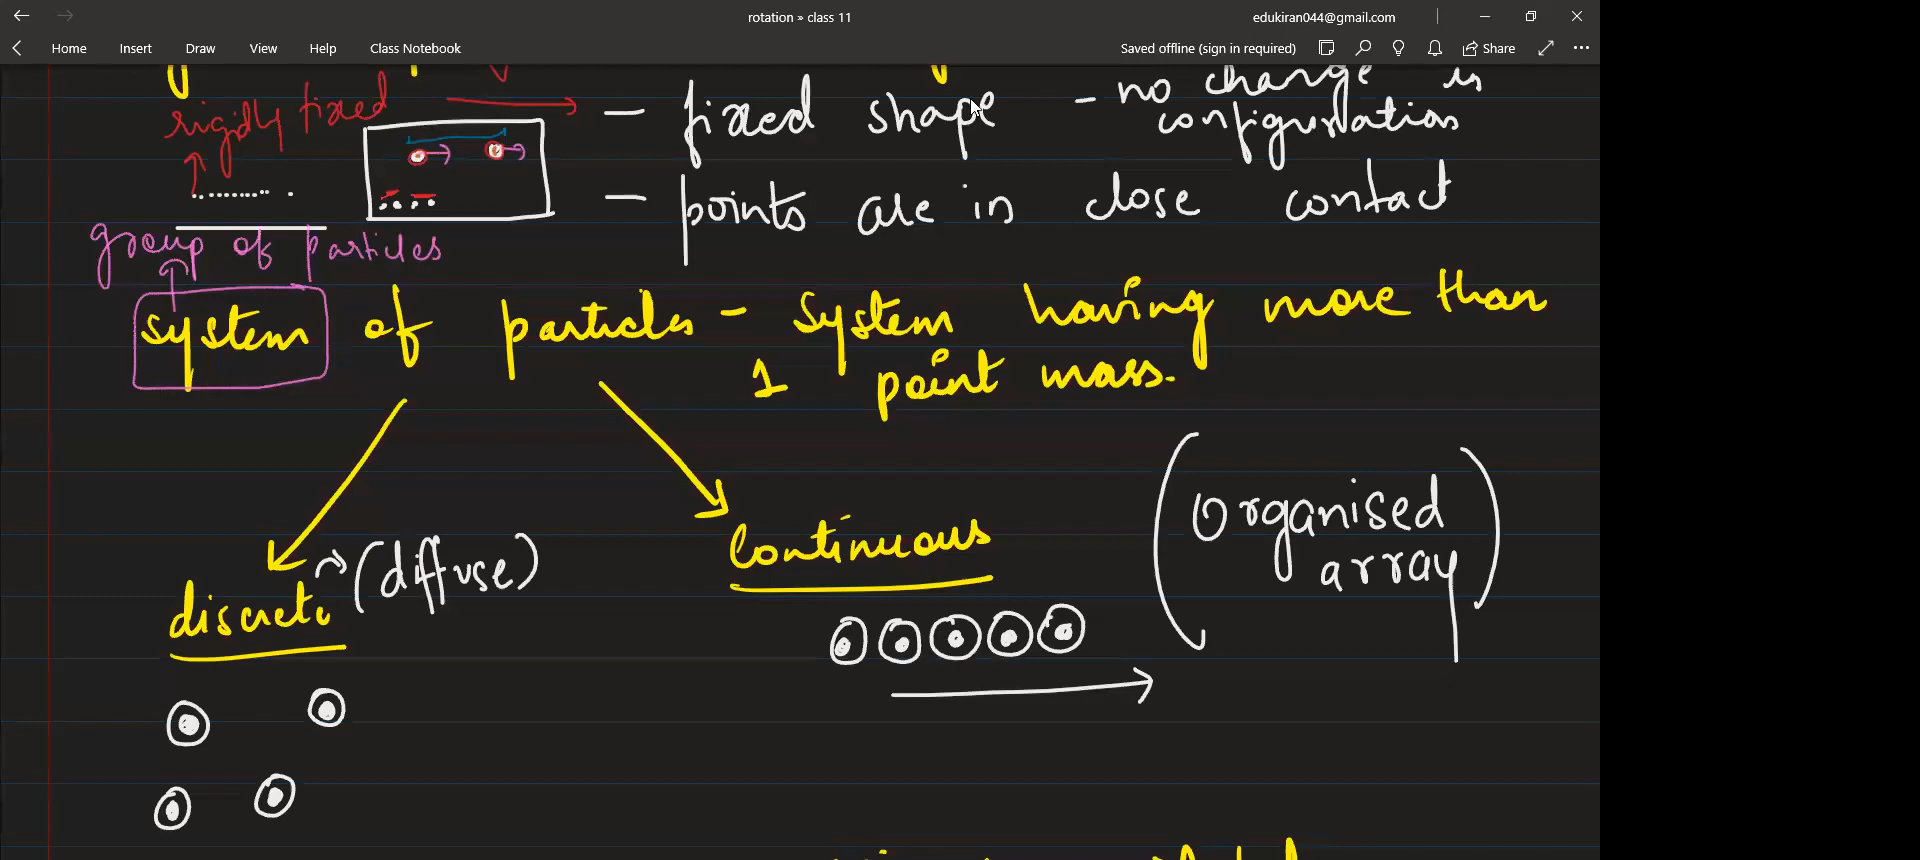 rotation » class 11
edukiran044@gmail.com
Home Insert Draw View Help Class Notebook
Saved offline (sign in required) Share
rigidly fixed
- fixed shape - no change is
configuration
- points are in close contact
group of particles
system of particles - system having more than
1 point mass.
discrete (diffuse)
Continuous
(Organised
array)